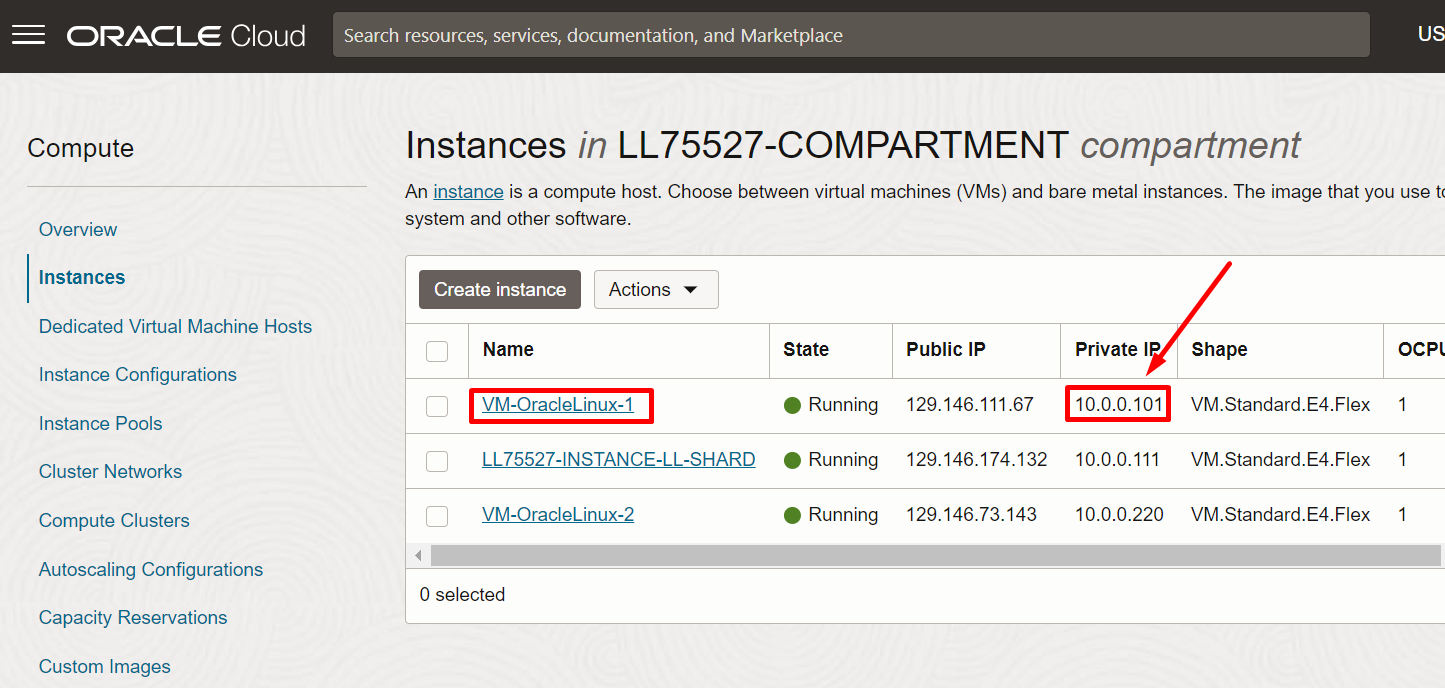 ORACLE Cloud
Search resources, services, documentation, and Marketplace
US
Compute
Overview
Instances
Dedicated Virtual Machine Hosts
Instance Configurations
Instance Pools
Cluster Networks
Compute Clusters
Autoscaling Configurations
Capacity Reservations
Custom Images
Instances in LL75527-COMPARTMENT compartment
An instance is a compute host. Choose between virtual machines (VMs) and bare metal instances. The image that you use to
system and other software.
Create instance Actions
Name State Public IP Private IP Shape OCPU
VM-OracleLinux-1 Running 129.146.111.67 10.0.0.101 VM.Standard.E4.Flex 1
LL75527-INSTANCE-LL-SHARD Running 129.146.174.132 10.0.0.111 VM.Standard.E4.Flex 1
VM-OracleLinux-2 Running 129.146.73.143 10.0.0.220 VM.Standard.E4.Flex 1
0 selected